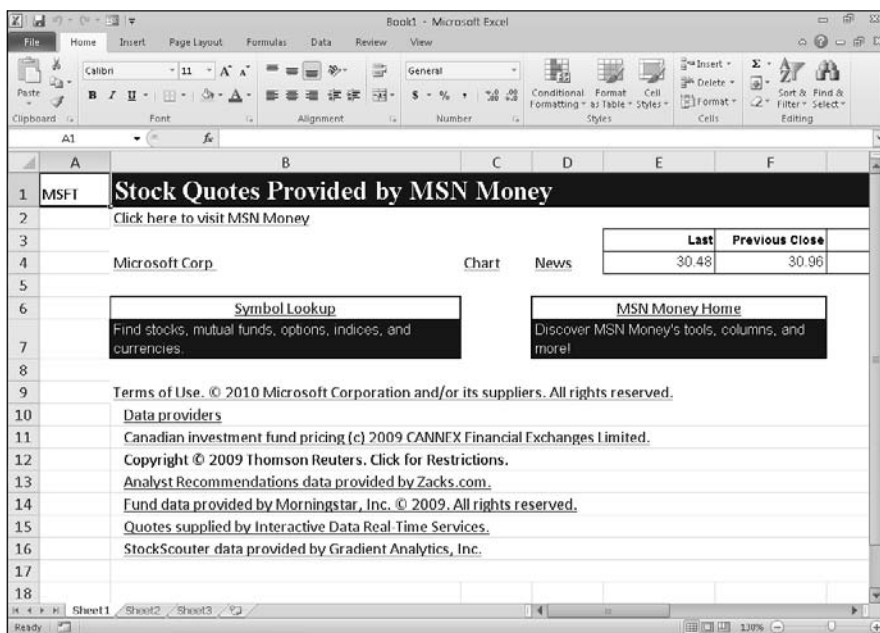 Book1 - Microsoft Excel
File Home Insert Page Layout Formulas Data Review View
Paste
Calibri 11 A A
B I U A
General
$ % ,
Conditional Formatting
Format as Table
Cell Styles
Insert
Delete
Format
Σ
Sort & Filter
Find & Select
Clipboard Font Alignment Number Styles Cells Editing
A1 fx
A B C D E F
1 MSFT Stock Quotes Provided by MSN Money
2 Click here to visit MSN Money
3 Last Previous Close
4 Microsoft Corp Chart News 30.48 30.96
5
6 Symbol Lookup MSN Money Home
7 Find stocks, mutual funds, options, indices, and currencies. Discover MSN Money's tools, columns, and more!
8
9 Terms of Use. © 2010 Microsoft Corporation and/or its suppliers. All rights reserved.
10 Data providers
11 Canadian investment fund pricing (c) 2009 CANNEX Financial Exchanges Limited.
12 Copyright © 2009 Thomson Reuters. Click for Restrictions.
13 Analyst Recommendations data provided by Zacks.com.
14 Fund data provided by Morningstar, Inc. © 2009. All rights reserved.
15 Quotes supplied by Interactive Data Real-Time Services.
16 StockScouter data provided by Gradient Analytics, Inc.
17
18
Sheet1 Sheet2 Sheet3
Ready 130%